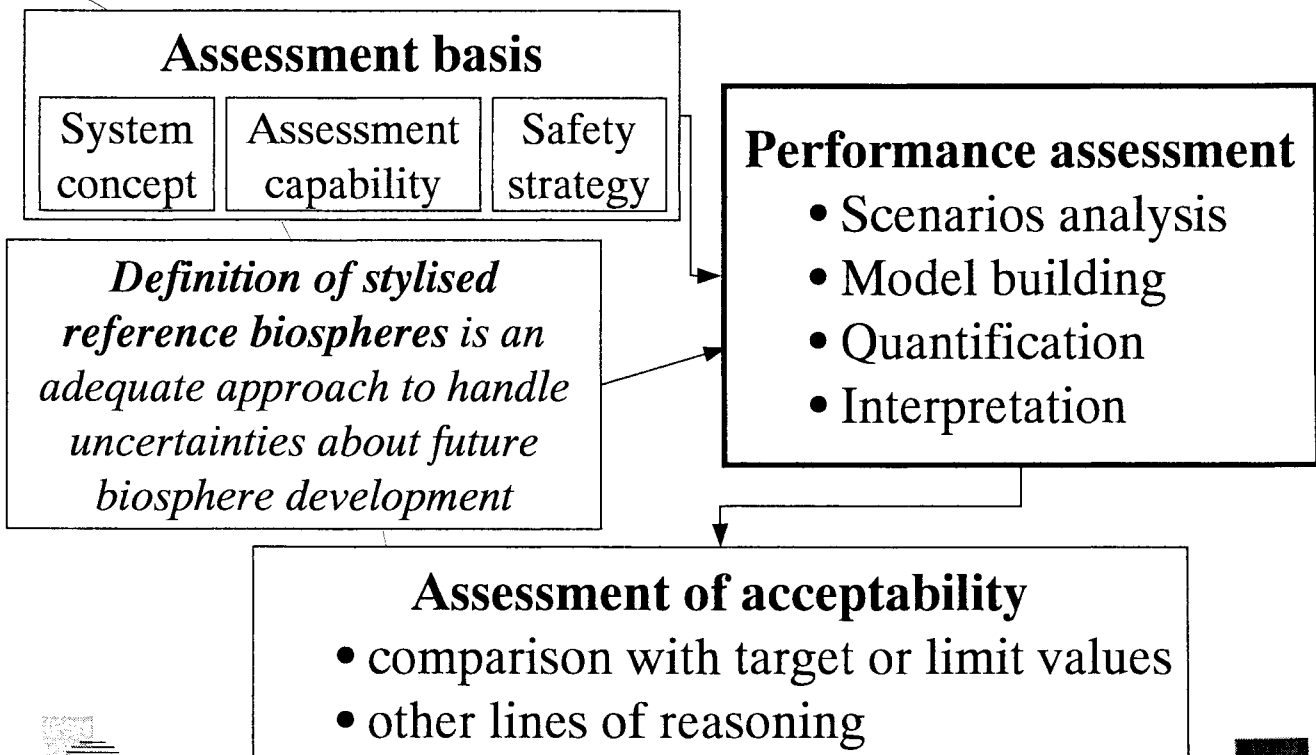 Assessment basis
System
concept
Assessment
capability
Safety
strategy
Definition of stylised
reference biospheres is an
adequate approach to handle
uncertainties about future
biosphere development
Performance assessment
• Scenarios analysis
• Model building
• Quantification
• Interpretation
Assessment of acceptability
• comparison with target or limit values
• other lines of reasoning